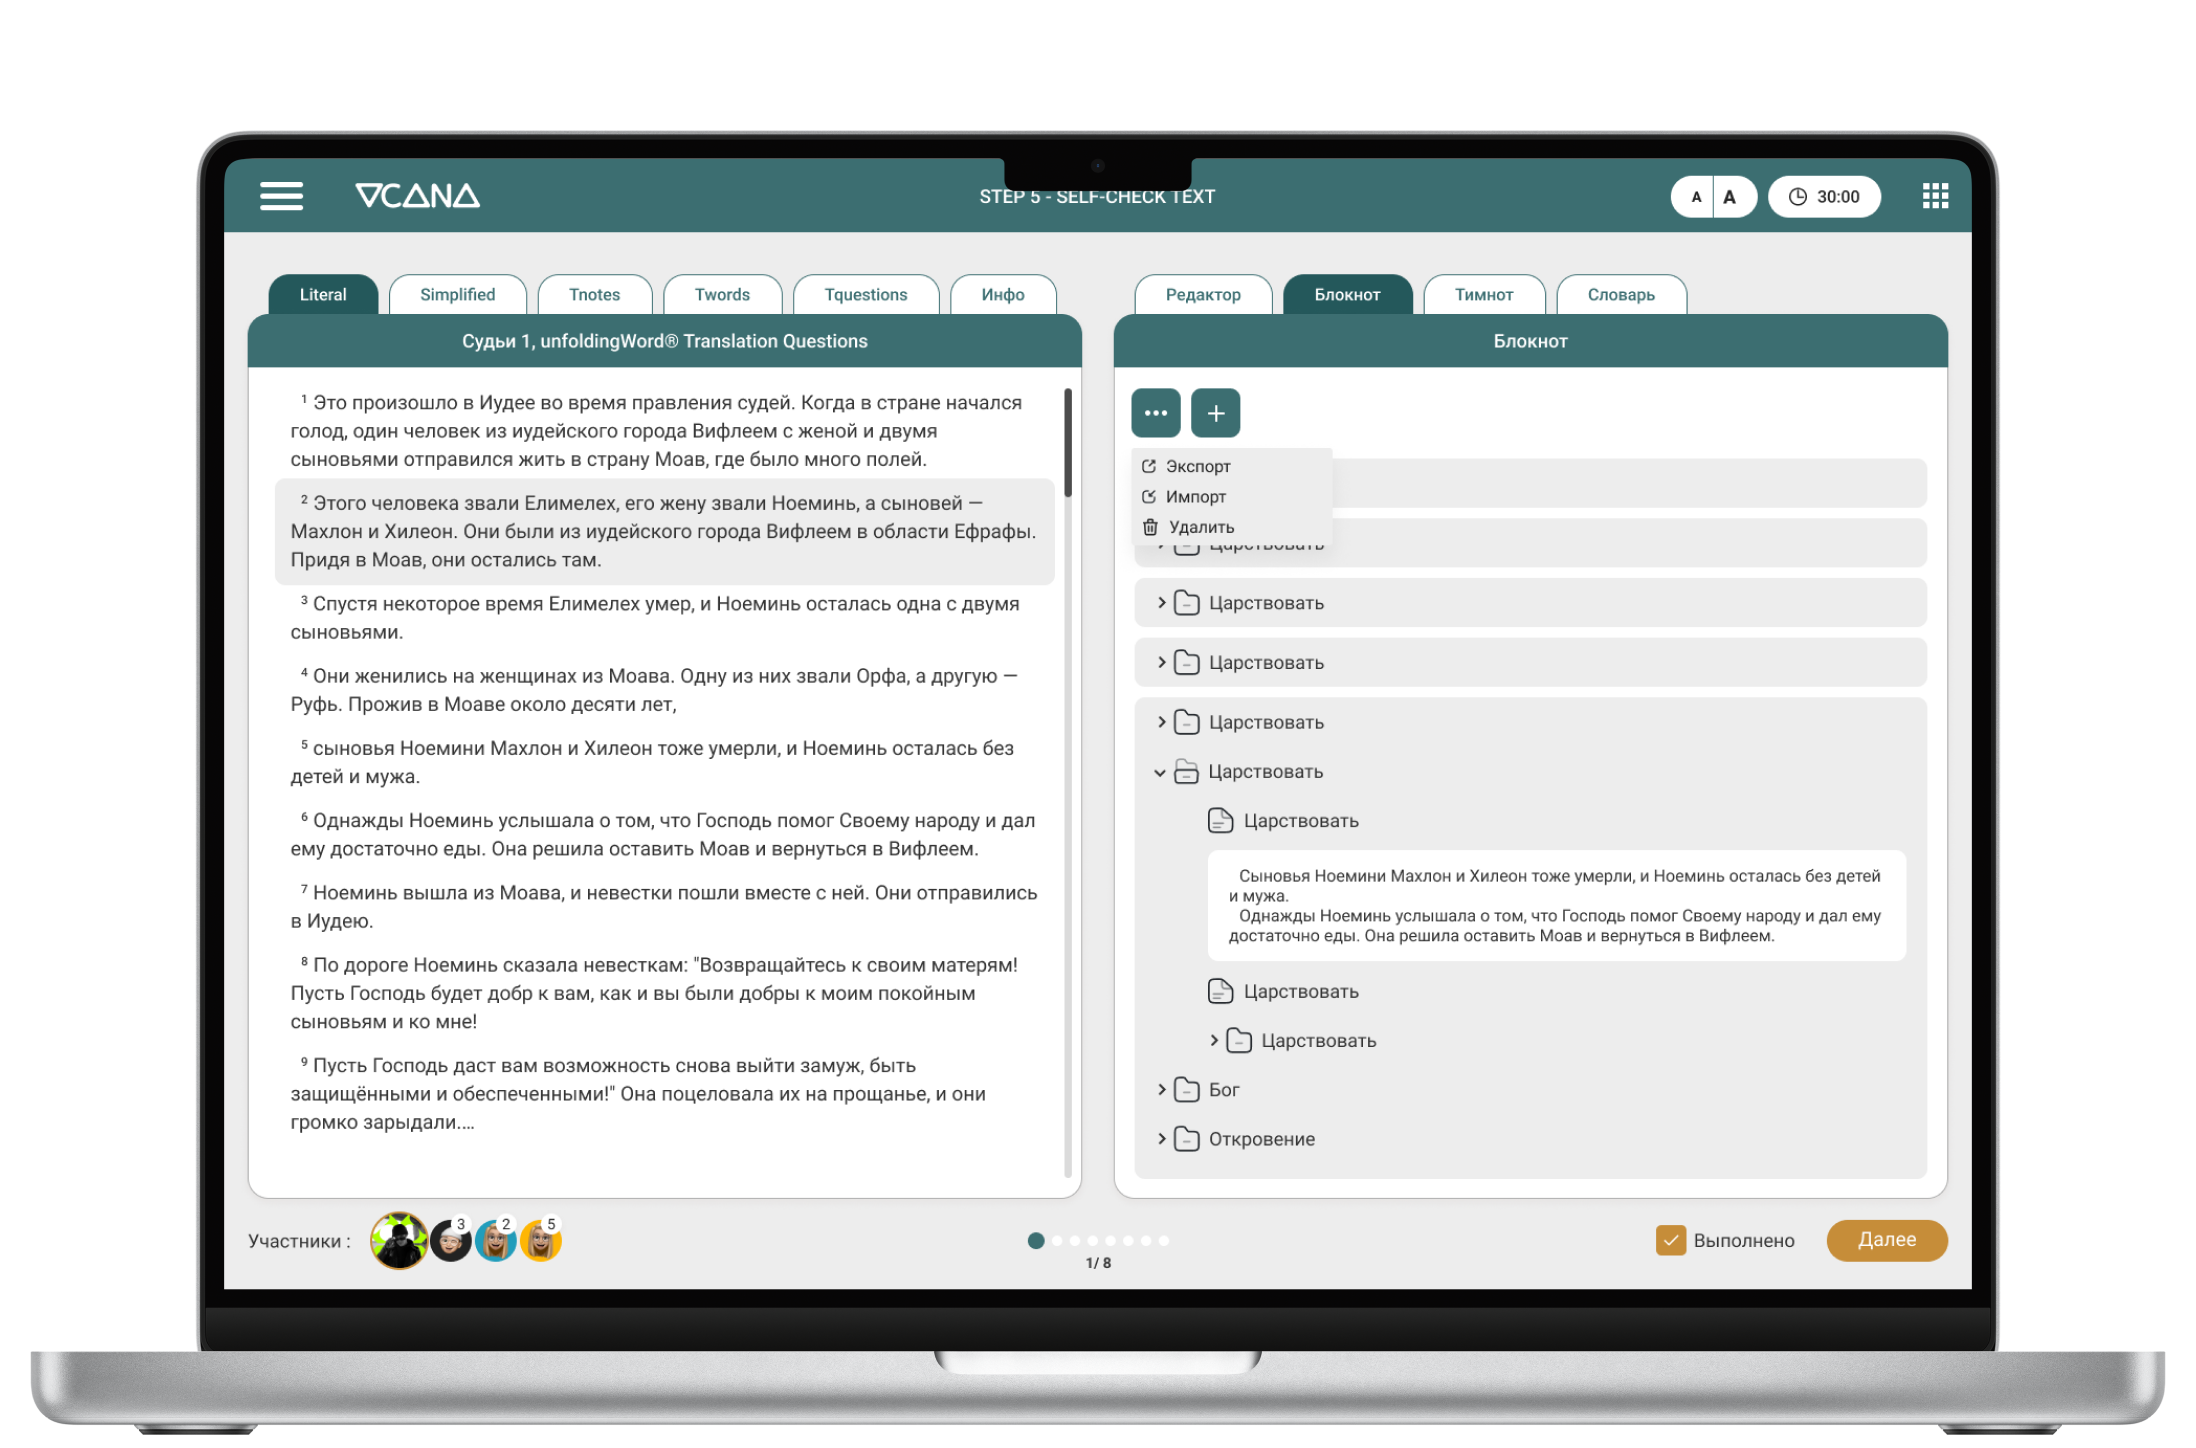 VCANA
STEP 5 - SELF-CHECK TEXT
A A
30:00
Literal Simplified Tnotes Twords Tquestions Инфо
Судьи 1, unfoldingWord® Translation Questions
1 Это произошло в Иудее во время правления судей. Когда в стране начался
голод, один человек из иудейского города Вифлеем с женой и двумя
сыновьями отправился жить в страну Моав, где было много полей.
2 Этого человека звали Елимелех, его жену звали Ноеминь, а сыновей —
Махлон и Хилеон. Они были из иудейского города Вифлеем в области Ефрафы.
Придя в Моав, они остались там.
3 Спустя некоторое время Елимелех умер, и Ноеминь осталась одна с двумя
сыновьями.
4 Они женились на женщинах из Моава. Одну из них звали Орфа, а другую —
Руфь. Прожив в Моаве около десяти лет,
5 сыновья Ноемини Махлон и Хилеон тоже умерли, и Ноеминь осталась без
детей и мужа.
6 Однажды Ноеминь услышала о том, что Господь помог Своему народу и дал
ему достаточно еды. Она решила оставить Моав и вернуться в Вифлеем.
7 Ноеминь вышла из Моава, и невестки пошли вместе с ней. Они отправились
в Иудею.
8 По дороге Ноеминь сказала невесткам: "Возвращайтесь к своим матерям!
Пусть Господь будет добр к вам, как и вы были добры к моим покойным
сыновьям и ко мне!
9 Пусть Господь даст вам возможность снова выйти замуж, быть
защищёнными и обеспеченными!" Она поцеловала их на прощанье, и они
громко зарыдали....
Редактор Блокнот Тимнот Словарь
Блокнот
Экспорт
Импорт
Удалить
Царствовать
Царствовать
Царствовать
Царствовать
Царствовать
Царствовать
Сыновья Ноемини Махлон и Хилеон тоже умерли, и Ноеминь осталась без детей
и мужа.
Однажды Ноеминь услышала о том, что Господь помог Своему народу и дал ему
достаточно еды. Она решила оставить Моав и вернуться в Вифлеем.
Царствовать
Царствовать
Бог
Откровение
Участники :
3 2 5
1/ 8
Выполнено
Далее